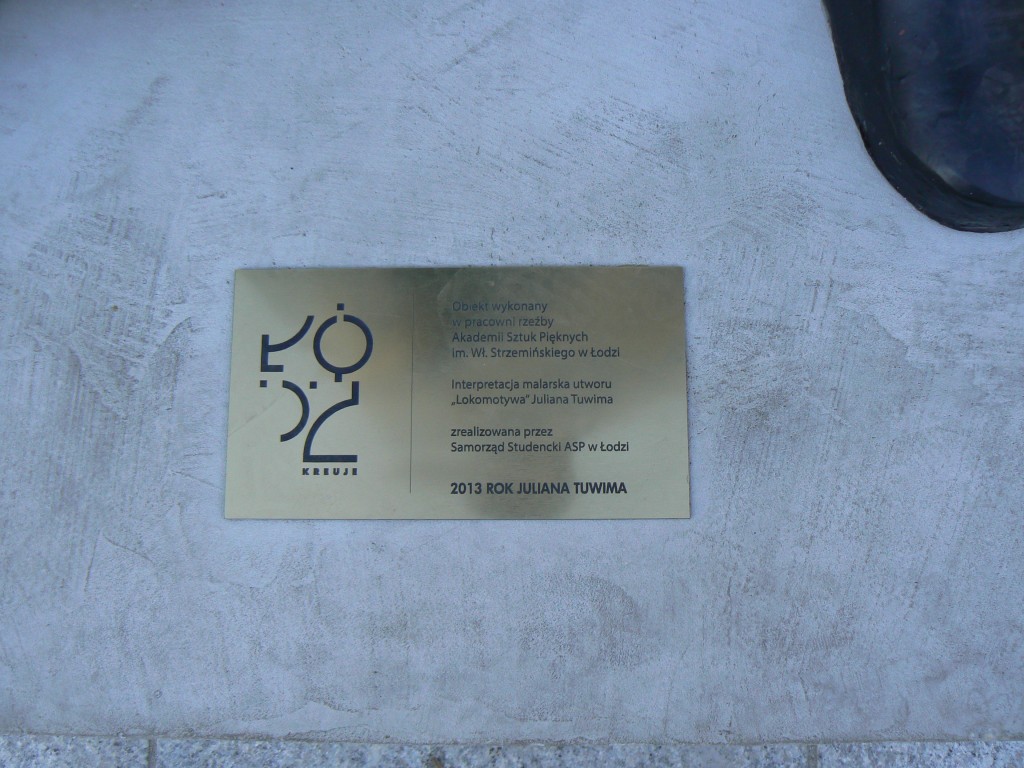 ŁÓDŹ
KREUJE
Obiekt wykonany
w pracowni rzeźby
Akademii Sztuk Pięknych
im. Wł. Strzemińskiego w Łodzi
Interpretacja malarska utworu
„Lokomotywa" Juliana Tuwima
zrealizowana przez
Samorząd Studencki ASP w Łodzi
2013 ROK JULIANA TUWIMA